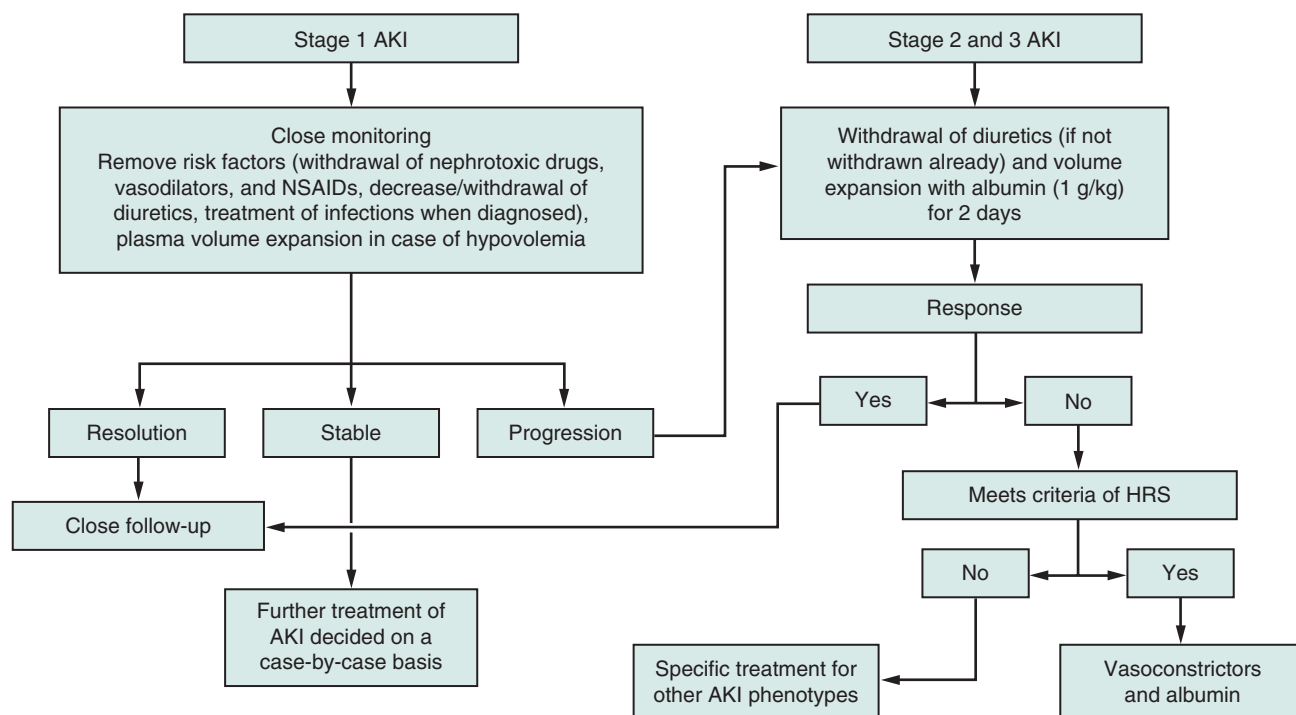 Stage 1 AKI
Close monitoring
Remove risk factors (withdrawal of nephrotoxic drugs,
vasodilators, and NSAIDs, decrease/withdrawal of
diuretics, treatment of infections when diagnosed),
plasma volume expansion in case of hypovolemia
Resolution
Stable
Progression
Close follow-up
Further treatment of
AKI decided on a
case-by-case basis
Stage 2 and 3 AKI
Withdrawal of diuretics (if not
withdrawn already) and volume
expansion with albumin (1 g/kg)
for 2 days
Response
Yes
No
Meets criteria of HRS
No
Yes
Specific treatment for
other AKI phenotypes
Vasoconstrictors
and albumin